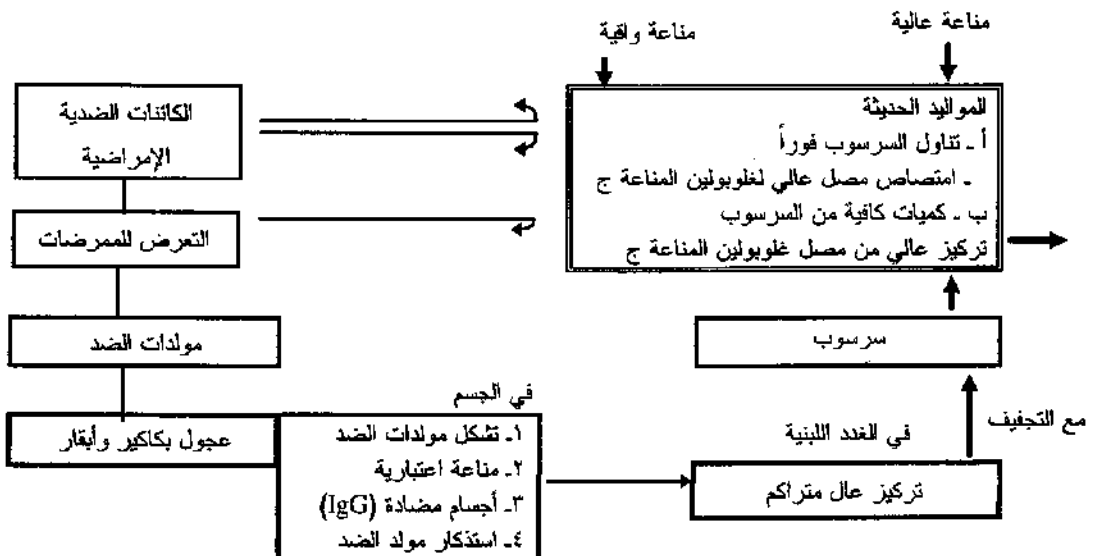 مناعة عالية
مناعة واقية
المواليد الحديثة
أ ـ تناول السرسوب فوراً
ـ امتصاص مصل عالي لغلوبولين المناعة ج
ب ـ كميات كافية من السرسوب
تركيز عالي من مصل غلوبولين المناعة ج
الكائنات الضدية
الإمراضية
التعرض للممرضات
مولدات الضد
عجول بكاكير وأبقار
في الجسم
١ـ تشكل مولدات الضد
٢ـ مناعة اعتبارية
٣ـ أجسام مضادة (IgG)
٤ـ استذكار مولد الضد
سرسوب
مع التجفيف
في الغدد اللبنية
تركيز عال متراكم